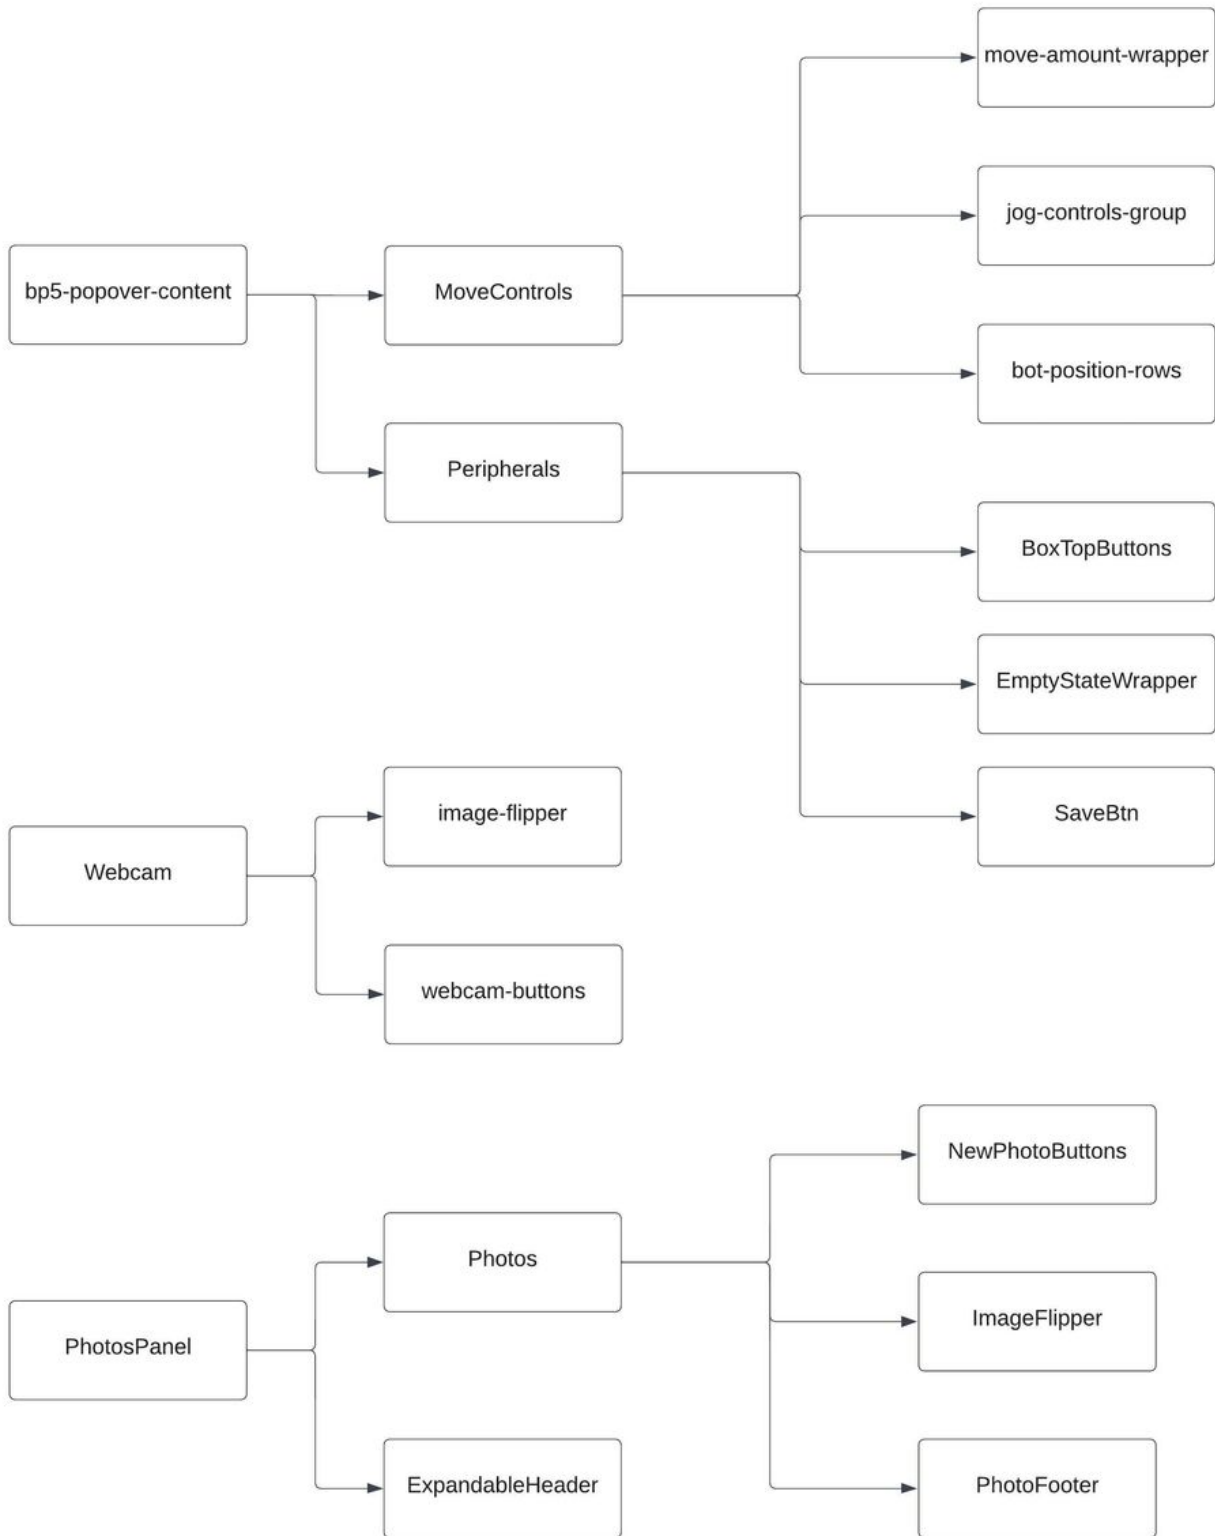 move-amount-wrapper
jog-controls-group
bp5-popover-content
MoveControls
bot-position-rows
Peripherals
BoxTopButtons
EmptyStateWrapper
image-flipper
SaveBtn
Webcam
webcam-buttons
NewPhotoButtons
Photos
ImageFlipper
PhotosPanel
ExpandableHeader
PhotoFooter